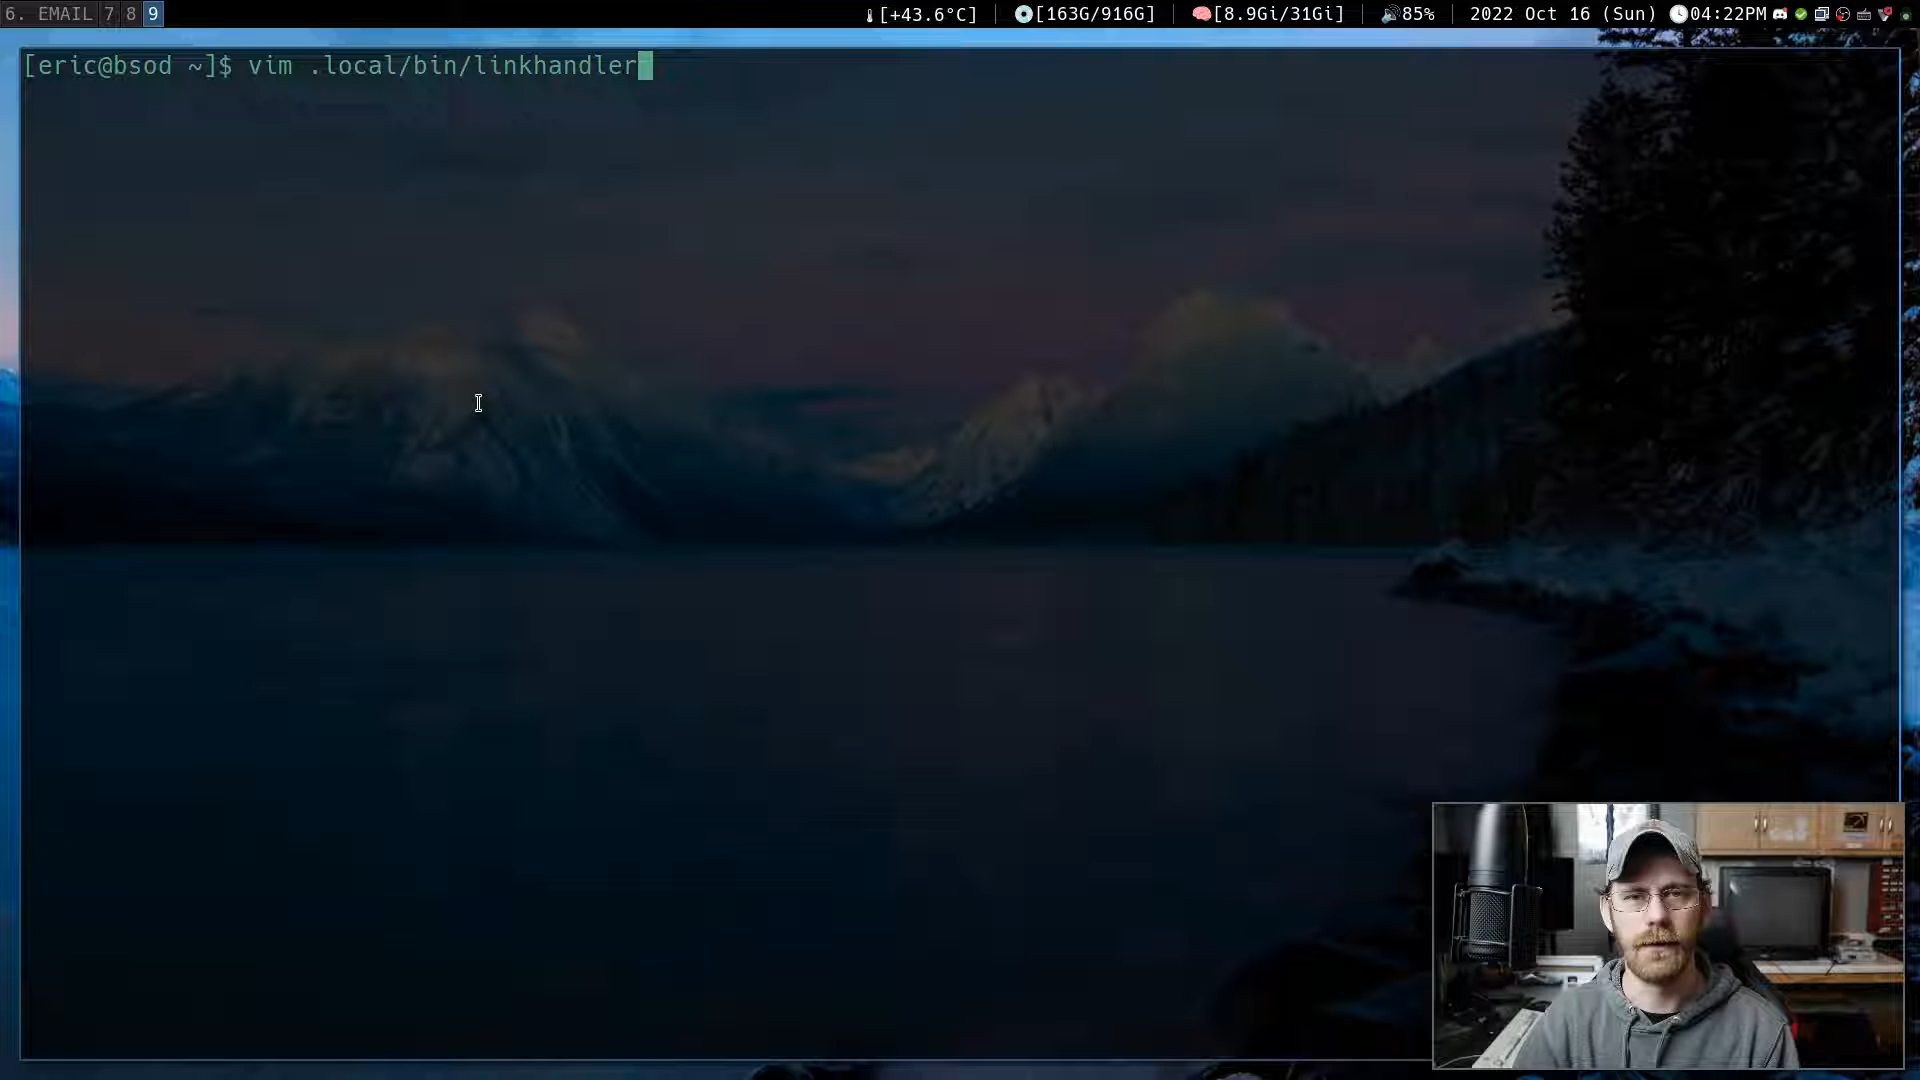 6. EMAIL 7 8 9 🌡[+43.6°C] | 💿[163G/916G] | 🧠[8.9Gi/31Gi] | 🔊85% | 2022 Oct 16 (Sun) 🕓04:22PM
[eric@bsod ~]$ vim .local/bin/linkhandler